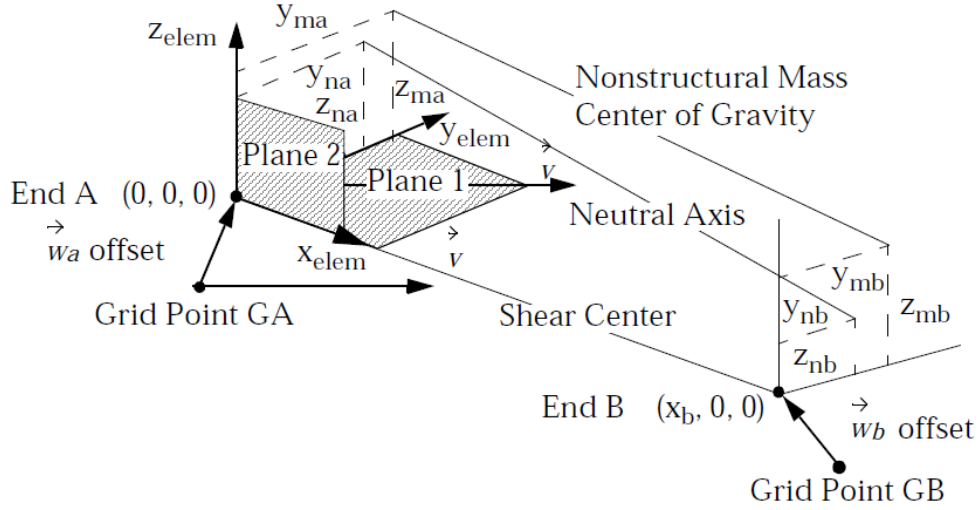 y_ma
z_elem
y_na
z_ma
z_na
Nonstructural Mass
Center of Gravity
y_elem
Plane 2
v
Plane 1
End A (0, 0, 0)
Neutral Axis
wa offset
x_elem
v
y_mb
Grid Point GA
Shear Center
y_nb
z_mb
z_nb
End B (x_b, 0, 0)
wb offset
Grid Point GB